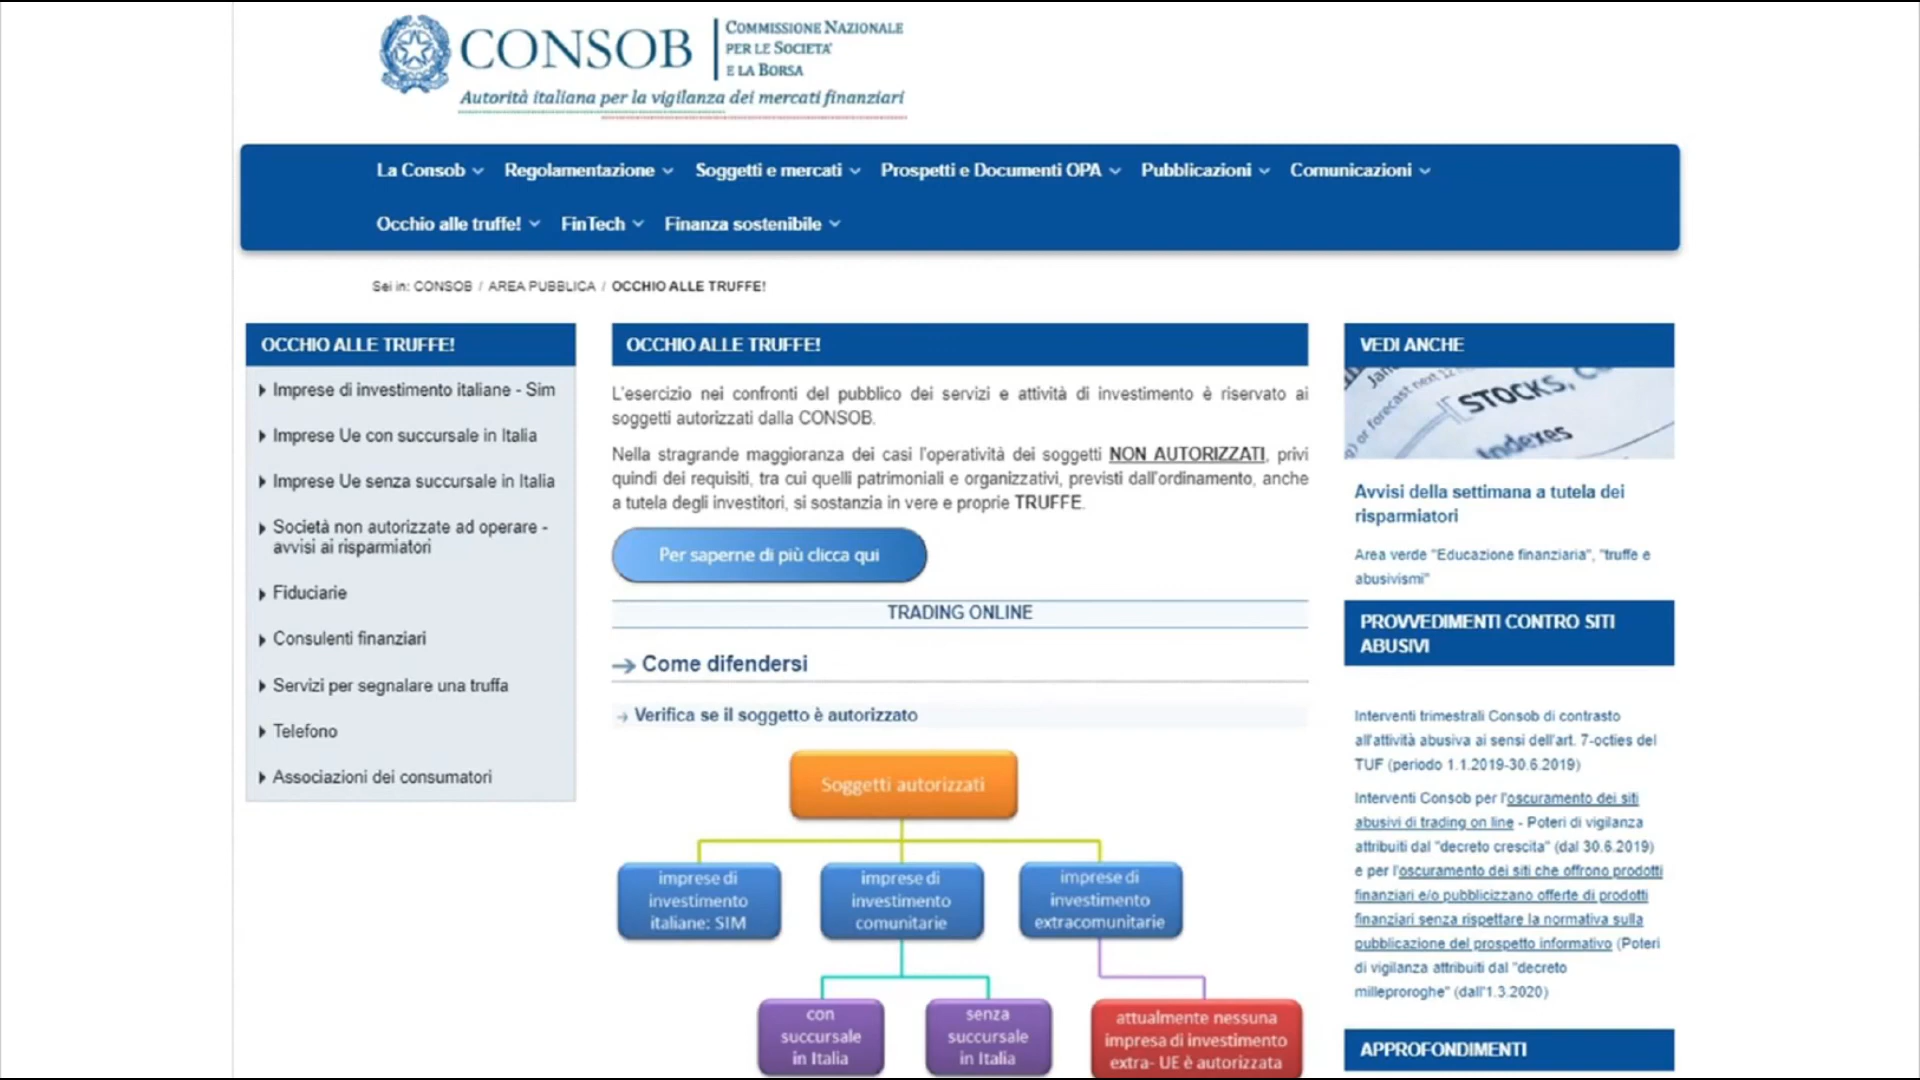 CONSOB
COMMISSIONE NAZIONALE
PER LE SOCIETA'
E LA BORSA
Autorità italiana per la vigilanza dei mercati finanziari
La Consob
Regolamentazione
Soggetti e mercati
Prospetti e Documenti OPA
Pubblicazioni
Comunicazioni
Occhio alle truffe!
FinTech
Finanza sostenibile
Sei in: CONSOB / AREA PUBBLICA / OCCHIO ALLE TRUFFE!
OCCHIO ALLE TRUFFE!
Imprese di investimento italiane - Sim
Imprese Ue con succursale in Italia
Imprese Ue senza succursale in Italia
Società non autorizzate ad operare -
avvisi ai risparmiatori
Fiduciarie
Consulenti finanziari
Servizi per segnalare una truffa
Telefono
Associazioni dei consumatori
OCCHIO ALLE TRUFFE!
L'esercizio nei confronti del pubblico dei servizi e attività di investimento è riservato ai
soggetti autorizzati dalla CONSOB.
Nella stragrande maggioranza dei casi l'operatività dei soggetti NON AUTORIZZATI, privi
quindi dei requisiti, tra cui quelli patrimoniali e organizzativi, previsti dall'ordinamento, anche
a tutela degli investitori, si sostanzia in vere e proprie TRUFFE.
Per saperne di più clicca qui
TRADING ONLINE
Come difendersi
Verifica se il soggetto è autorizzato
Soggetti autorizzati
imprese di
investimento
italiane: SIM
imprese di
investimento
comunitarie
imprese di
investimento
extracomunitarie
con
succursale
in Italia
senza
succursale
in Italia
attualmente nessuna
impresa di investimento
extra- UE è autorizzata
VEDI ANCHE
or forecast next 12
STOCKS,
Indexes
Avvisi della settimana a tutela dei
risparmiatori
Area verde "Educazione finanziaria", "truffe e
abusivismi"
PROVVEDIMENTI CONTRO SITI
ABUSIVI
Interventi trimestrali Consob di contrasto
all'attività abusiva ai sensi dell'art. 7-octies del
TUF (periodo 1.1.2019-30.6.2019)
Interventi Consob per l'oscuramento dei siti
abusivi di trading on line - Poteri di vigilanza
attribuiti dal "decreto crescita" (dal 30.6.2019)
e per l'oscuramento dei siti che offrono prodotti
finanziari e/o pubblicizzano offerte di prodotti
finanziari senza rispettare la normativa sulla
pubblicazione del prospetto informativo (Poteri
di vigilanza attribuiti dal "decreto
milleproroghe" (dall'1.3.2020)
APPROFONDIMENTI